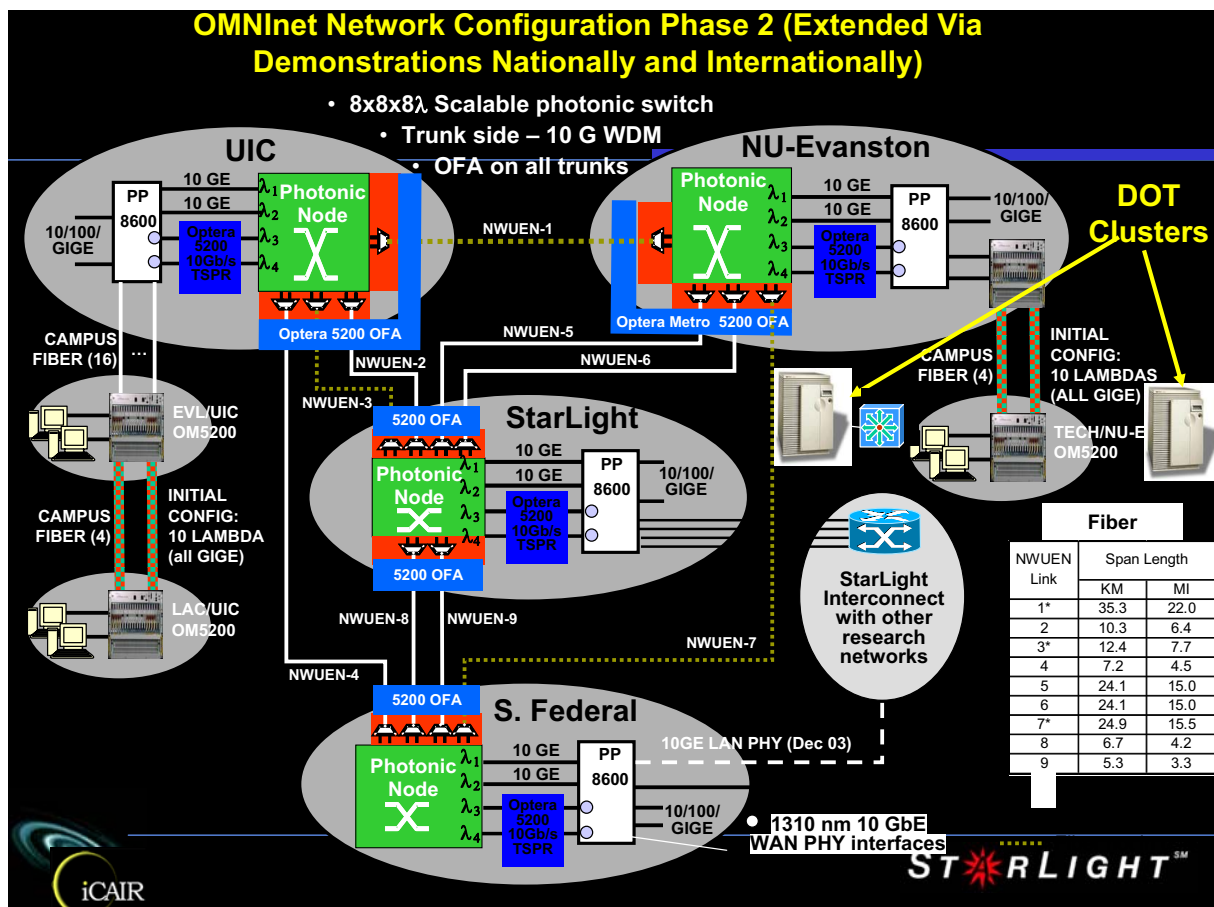 OMNInet Network Configuration Phase 2 (Extended Via
Demonstrations Nationally and Internationally)
• 8x8x8λ Scalable photonic switch
• Trunk side – 10 G WDM
• OFA on all trunks
UIC
PP
8600
10 GE
10 GE
10/100/
GIGE
Optera
5200
10Gb/s
TSPR
λ1
λ2
λ3
λ4
Photonic
Node
Optera 5200 OFA
NWUEN-1
NU-Evanston
Photonic
Node
λ1
λ2
λ3
λ4
10 GE
10 GE
Optera
5200
10Gb/s
TSPR
PP
8600
10/100/
GIGE
Optera Metro 5200 OFA
DOT
Clusters
CAMPUS
FIBER (16)
...
EVL/UIC
OM5200
CAMPUS
FIBER (4)
INITIAL
CONFIG:
10 LAMBDA
(all GIGE)
LAC/UIC
OM5200
NWUEN-2
NWUEN-3
NWUEN-5
NWUEN-6
CAMPUS
FIBER (4)
INITIAL
CONFIG:
10 LAMBDAS
(ALL GIGE)
TECH/NU-E
OM5200
5200 OFA
StarLight
Photonic
Node
λ1
λ2
λ3
λ4
10 GE
10 GE
Optera
5200
10Gb/s
TSPR
PP
8600
10/100/
GIGE
5200 OFA
NWUEN-8
NWUEN-9
NWUEN-7
NWUEN-4
StarLight
Interconnect
with other
research
networks
Fiber
NWUEN Link Span Length
KM MI
1* 35.3 22.0
2 10.3 6.4
3* 12.4 7.7
4 7.2 4.5
5 24.1 15.0
6 24.1 15.0
7* 24.9 15.5
8 6.7 4.2
9 5.3 3.3
5200 OFA
S. Federal
Photonic
Node
λ1
λ2
λ3
λ4
10 GE
10 GE
Optera
5200
10Gb/s
TSPR
PP
8600
10GE LAN PHY (Dec 03)
10/100/
GIGE
• 1310 nm 10 GbE
WAN PHY interfaces
iCAIR
STARLIGHT SM